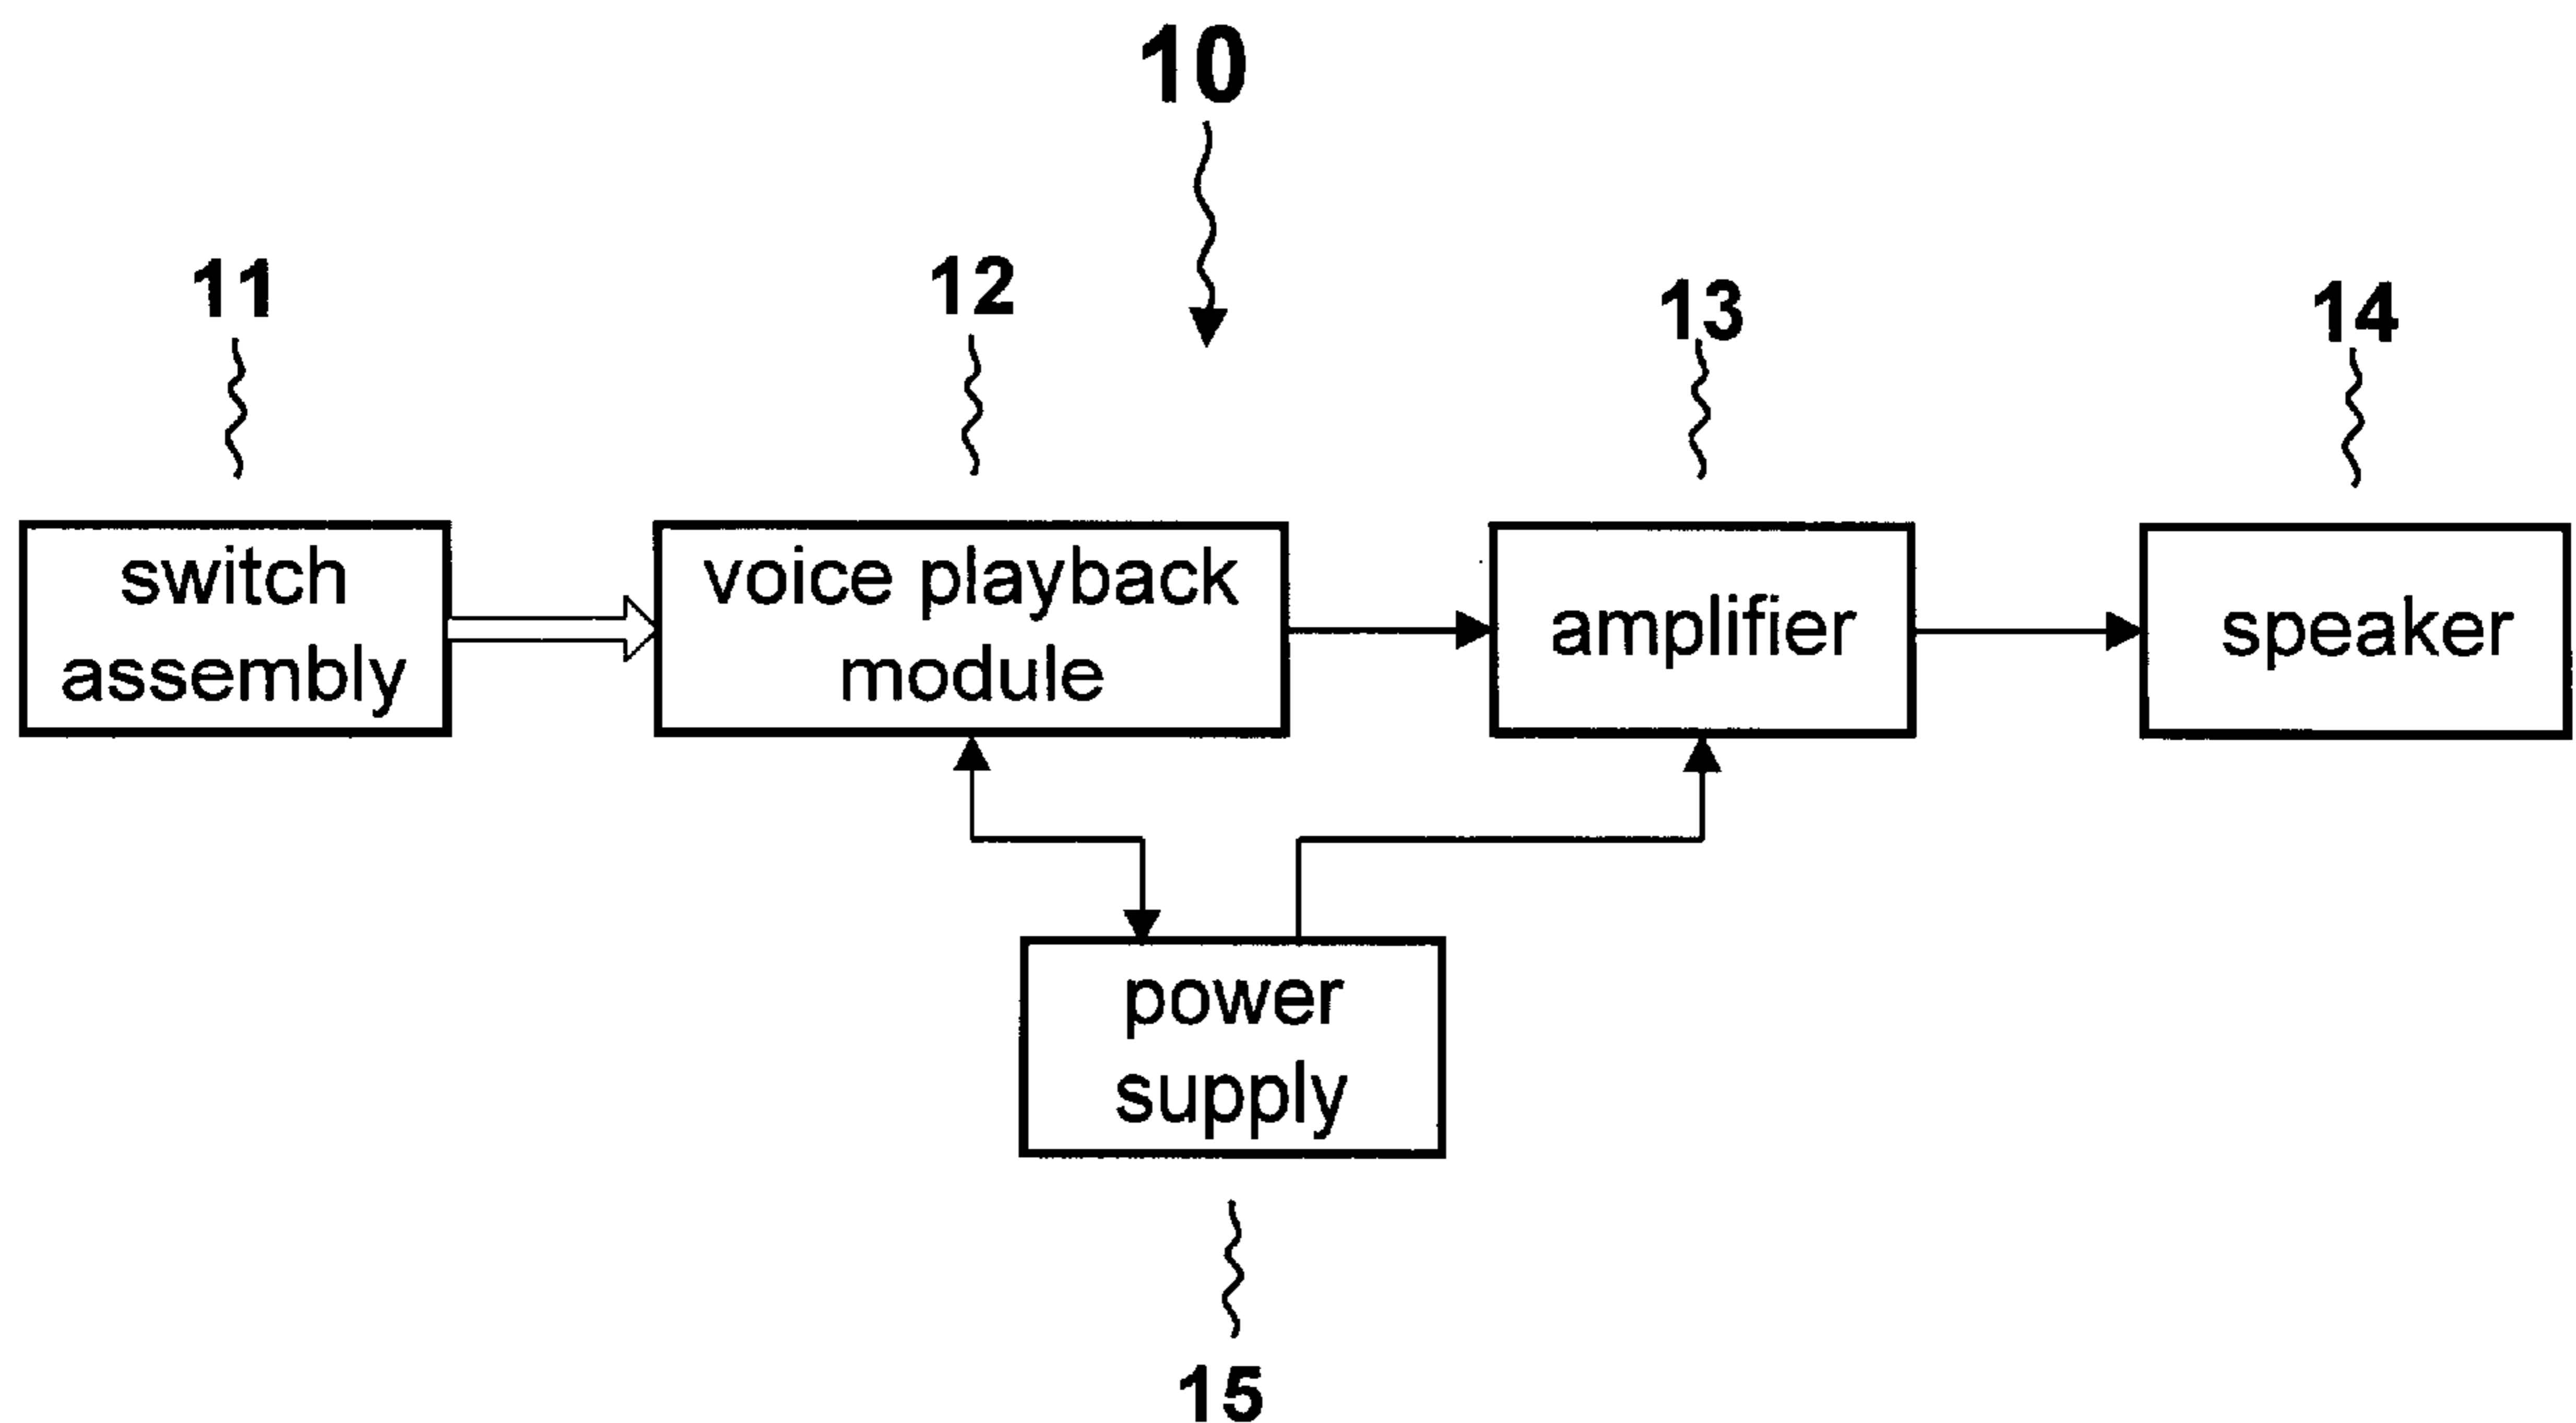 10
11
12
13
14
switch
assembly
voice playback
module
amplifier
speaker
power
supply
15